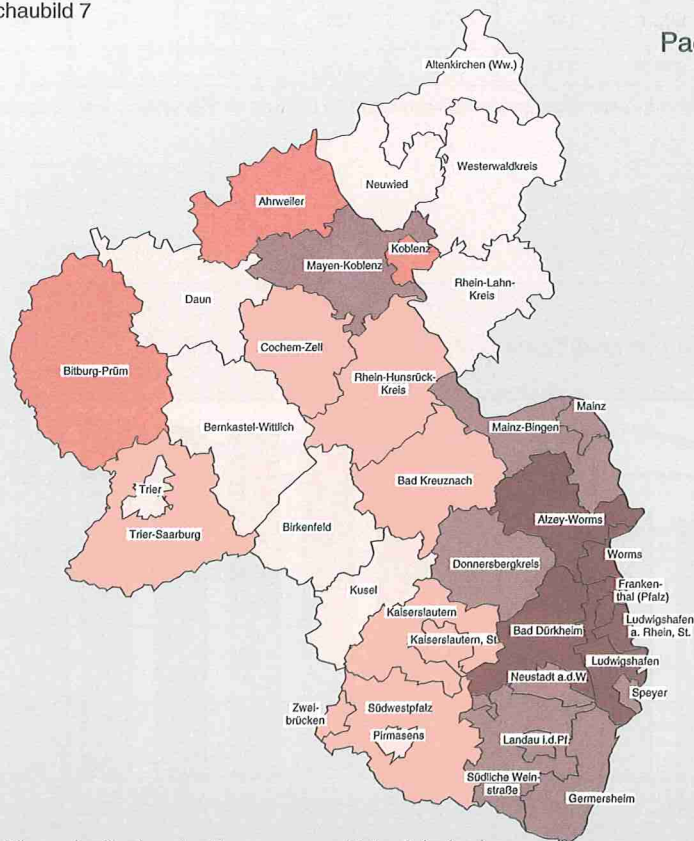 chaubild 7
Pac
Altenkirchen (Ww.)
Neuwied
Westerwaldkreis
Ahrweiler
Koblenz
Mayen-Koblenz
Rhein-Lahn-
Kreis
Daun
Cochem-Zell
Bitburg-Prüm
Rhein-Hunsrück-
Kreis
Mainz
Mainz-Bingen
Bernkastel-Wittlich
Bad Kreuznach
Trier
Alzey-Worms
Birkenfeld
Trier-Saarburg
Worms
Donnersbergkreis
Franken-
thal (Pfalz)
Kusel
Kaiserslautern
Ludwigshafen
a. Rhein, St.
Bad Dürkheim
Kaiserslautern, St.
Ludwigshafen
Neustadt a.d.W.
Speyer
Zwei-
brücken
Südwestpfalz
Pirmasens
Landau i.d.Pf.
Südliche Wein-
straße
Germersheim